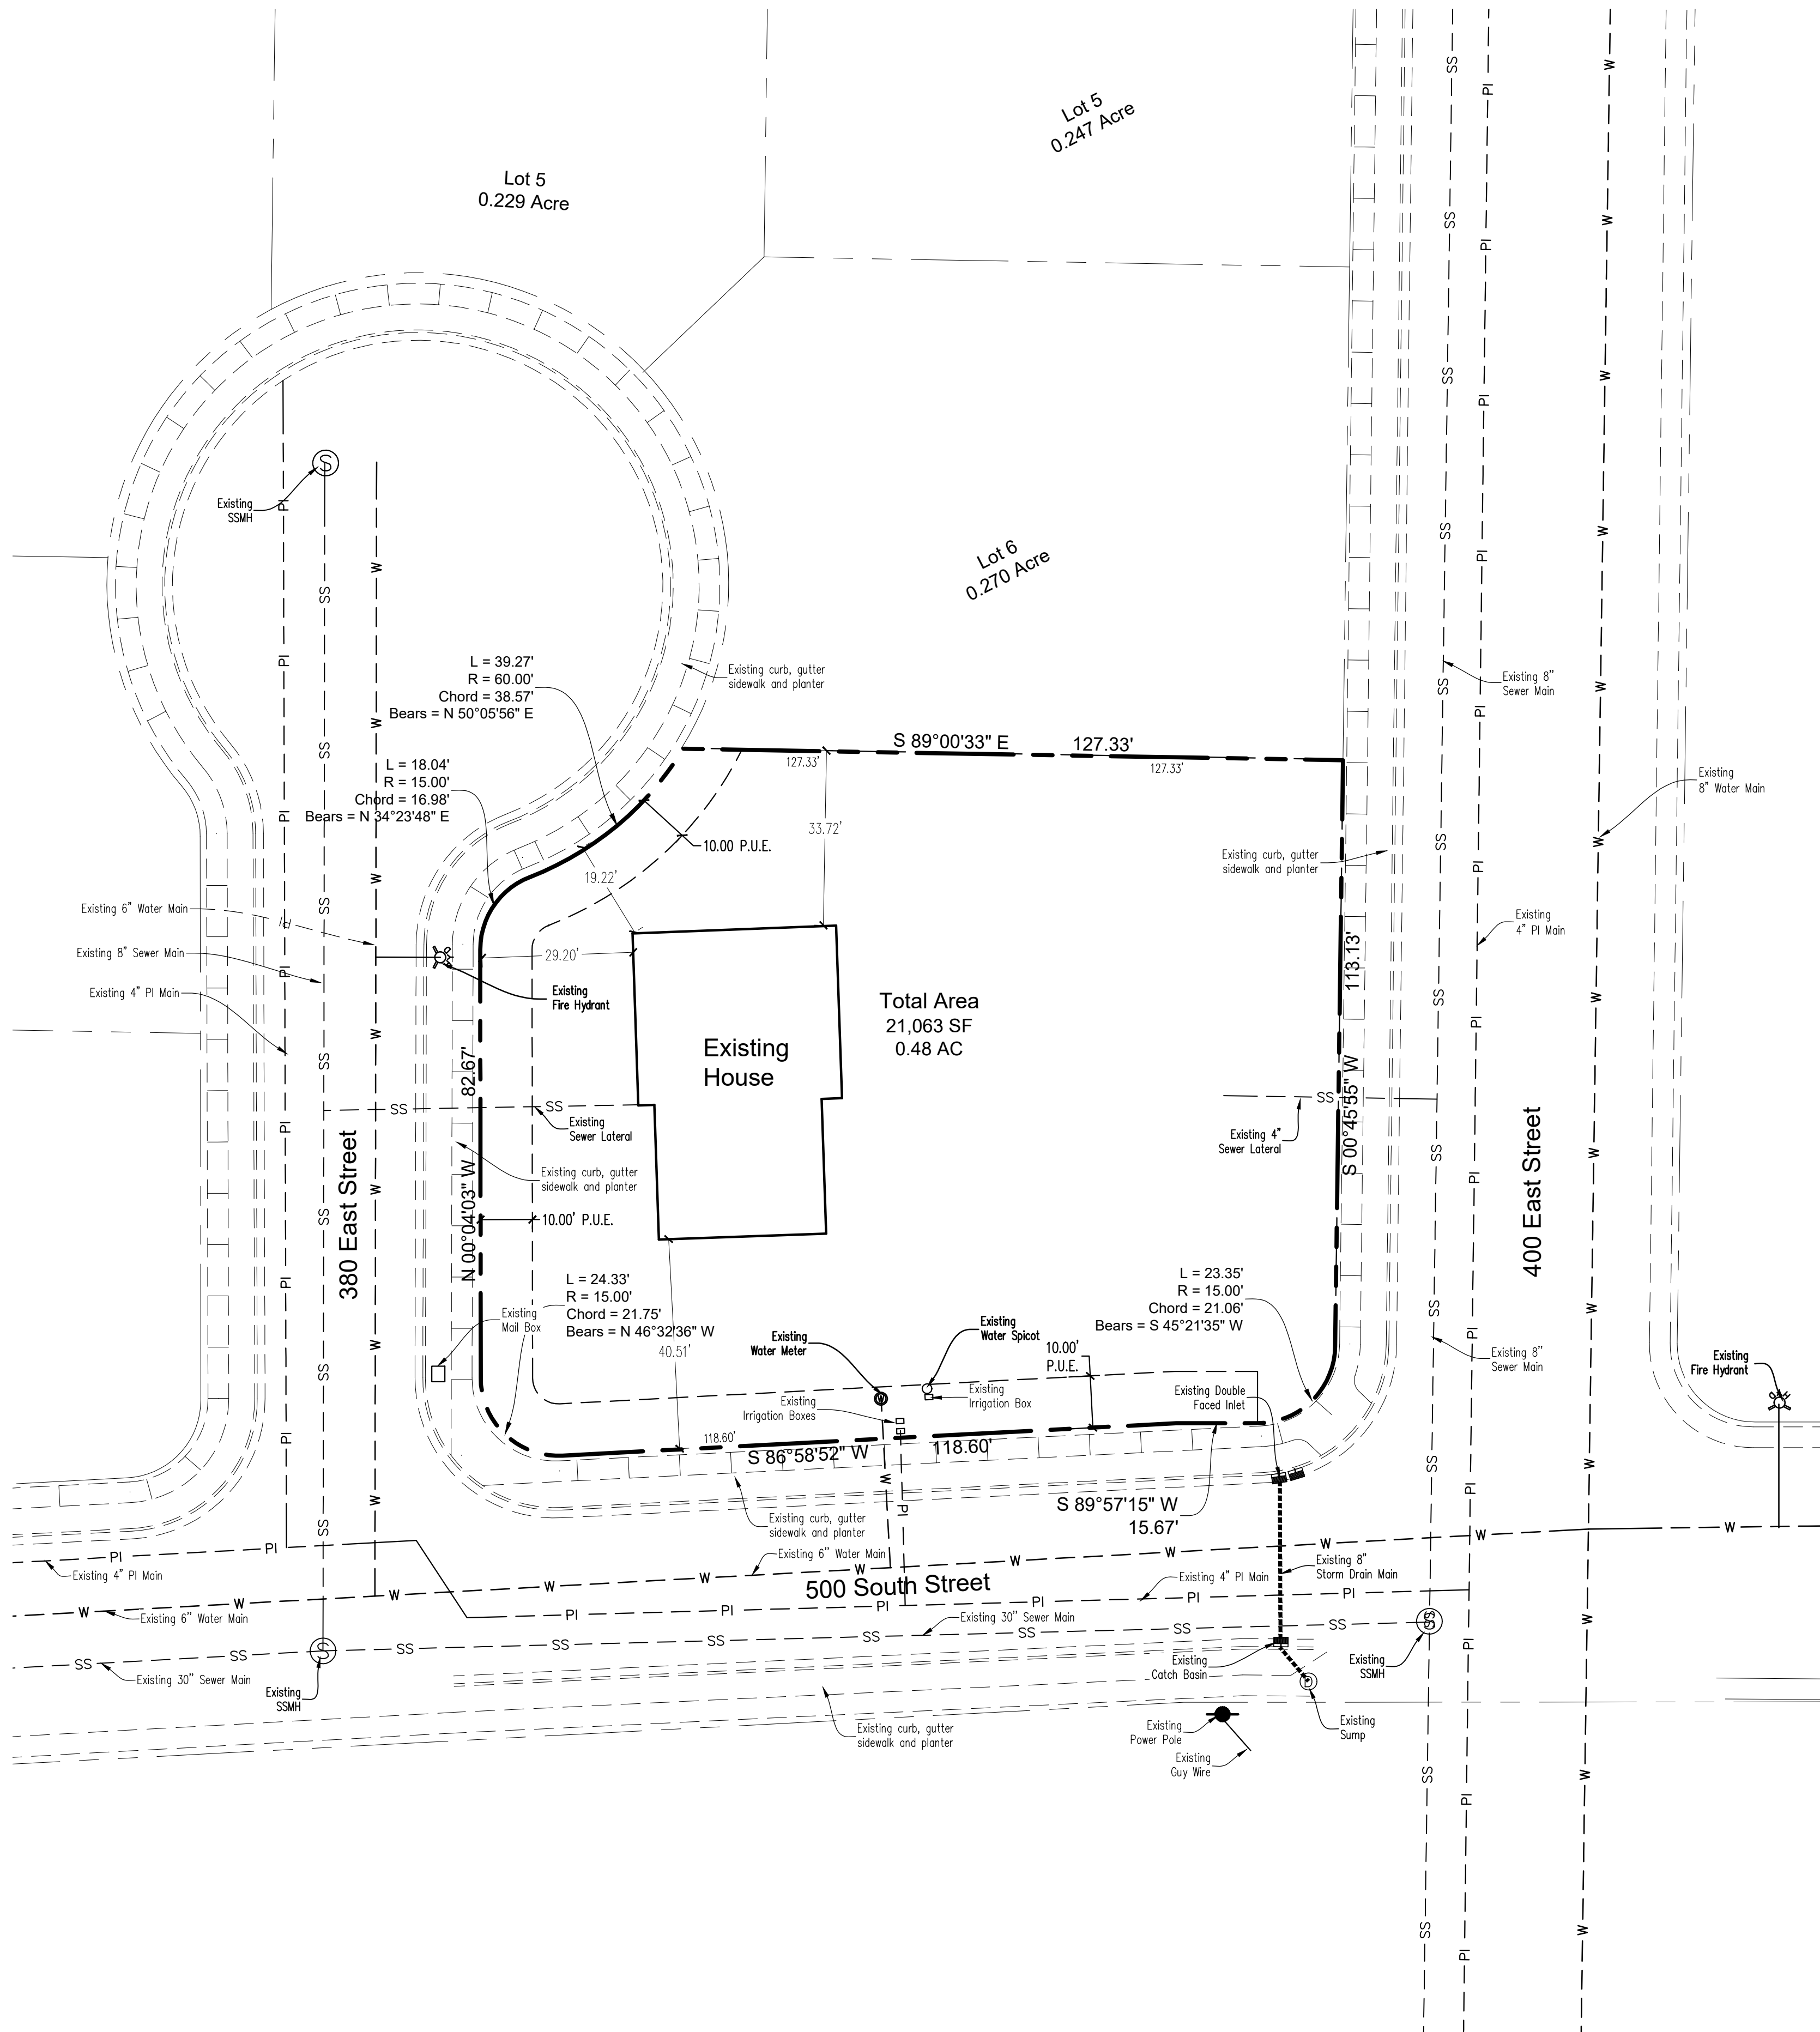 Lot 5
0.247 Acre
Lot 5
0.229 Acre
Existing
SSMH
Lot 6
0.270 Acre
L = 39.27'
R = 60.00'
Chord = 38.57'
Bears = N 50°05'56" E
Existing curb, gutter
sidewalk and planter
Existing 8"
Sewer Main
S 89°00'33" E
127.33'
127.33'
127.33'
L = 18.04'
R = 15.00'
Chord = 16.98'
Bears = N 34°23'48" E
Existing
8" Water Main
33.72'
10.00 P.U.E.
Existing curb, gutter
sidewalk and planter
19.22'
Existing 6" Water Main
Existing 8" Sewer Main
Existing 4" PI Main
29.20'
Existing
Fire Hydrant
Existing
4" PI Main
113.13'
Total Area
21,063 SF
0.48 AC
Existing
House
82.67'
SS
SS
SS
Existing
Sewer Lateral
Existing 4"
Sewer Lateral
S 00°45'55" W
380 East Street
400 East Street
N 00°04'03" W
Existing curb, gutter
sidewalk and planter
10.00' P.U.E.
L = 24.33'
R = 15.00'
Chord = 21.75'
Bears = N 46°32'36" W
Existing
Mail Box
40.51'
L = 23.35'
R = 15.00'
Chord = 21.06'
Bears = S 45°21'35" W
Existing
Water Meter
Existing
Water Spicot
10.00'
P.U.E.
Existing 8"
Sewer Main
Existing
Fire Hydrant
Existing
Irrigation Boxes
Existing
Irrigation Box
Existing Double
Faced Inlet
118.60'
S 86°58'52" W
118.60'
S 89°57'15" W
15.67'
Existing curb, gutter
sidewalk and planter
Existing 4" PI Main
Existing 6" Water Main
500 South Street
Existing 4" PI Main
Existing 8"
Storm Drain Main
Existing 6" Water Main
Existing 30" Sewer Main
Existing 30" Sewer Main
Existing
SSMH
Existing
Catch Basin
Existing
SSMH
Existing curb, gutter
sidewalk and planter
Existing
Power Pole
Existing
Sump
Existing
Guy Wire